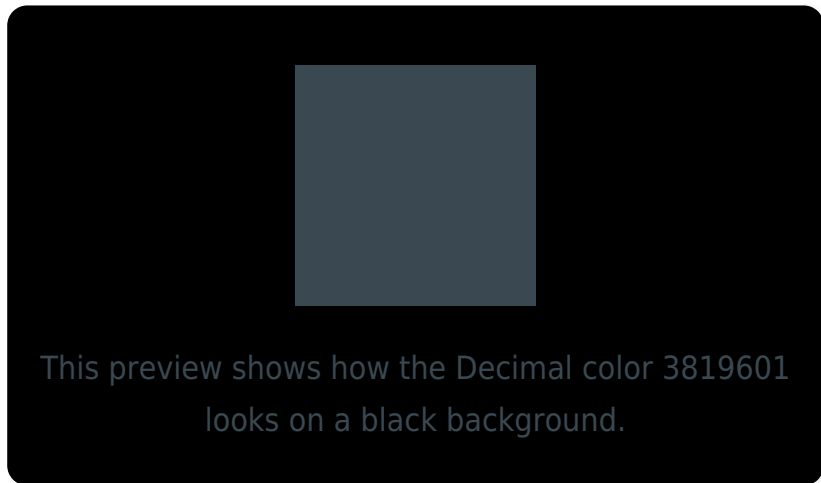 This preview shows how the Decimal color 3819601
looks on a black background.